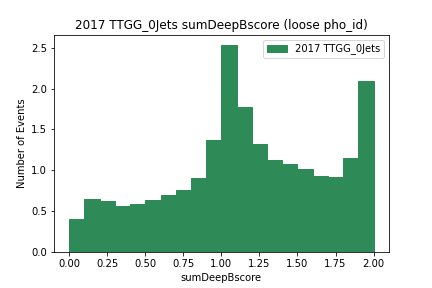 2017 TTGG_0Jets sumDeepBscore (loose pho_id)
2017 TTGG_0Jets
Number of Events
2.5
2.0
1.5
1.0
0.5
0.0
0.00 0.25 0.50 0.75 1.00 1.25 1.50 1.75 2.00
sumDeepBscore